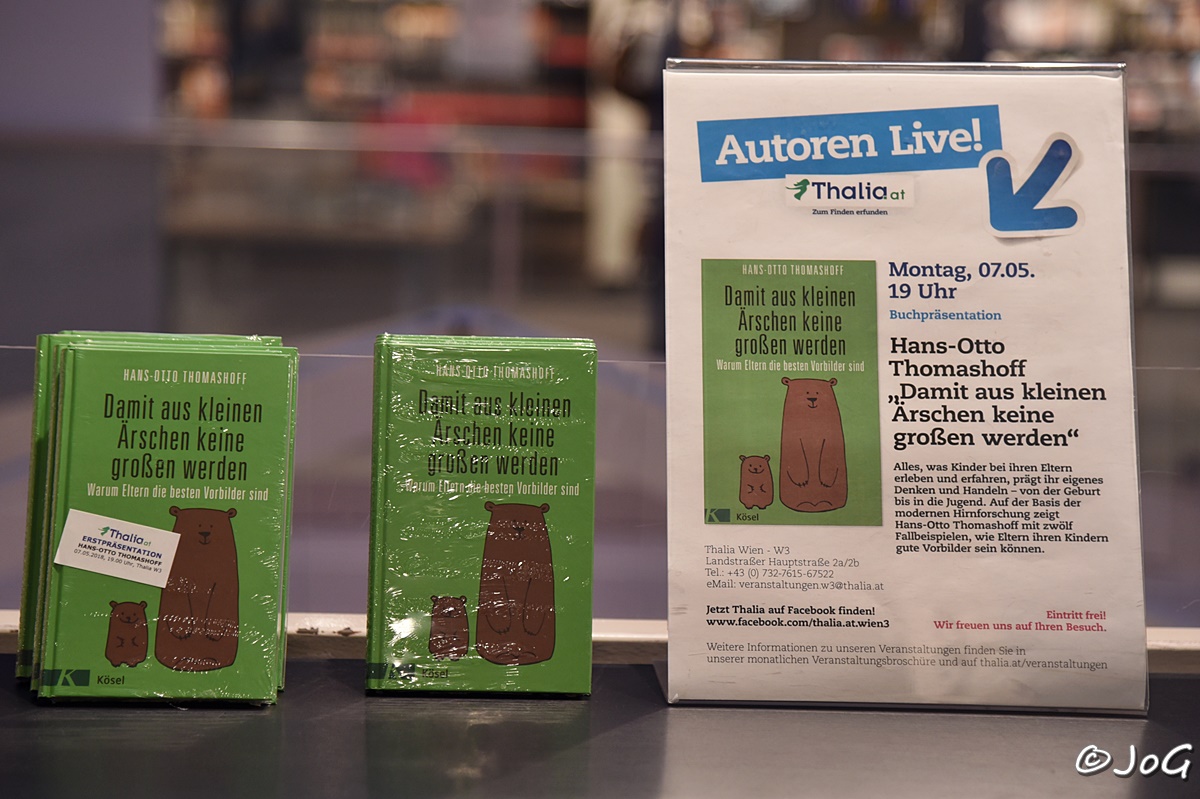 HANS-OTTO THOMASHOFF
Damit aus kleinen
Ärschen keine
großen werden
Warum Eltern die besten Vorbilder sind
Thalia.at
ERSTPRÄSENTATION
HANS-OTTO THOMASHOFF
07.05.2018, 19.00 Uhr, Thalia W3
K Kösel
HANS-OTTO THOMASHOFF
Damit aus kleinen
Ärschen keine
großen werden
Warum Eltern die besten Vorbilder sind
K Kösel
Autoren Live!
Thalia.at
Zum Finden erfunden
HANS-OTTO THOMASHOFF
Damit aus kleinen
Ärschen keine
großen werden
Warum Eltern die besten Vorbilder sind
K Kösel
Montag, 07.05.
19 Uhr
Buchpräsentation
Hans-Otto
Thomashoff
„Damit aus kleinen
Ärschen keine
großen werden“
Alles, was Kinder bei ihren Eltern
erleben und erfahren, prägt ihr eigenes
Denken und Handeln – von der Geburt
bis in die Jugend. Auf der Basis der
modernen Hirnforschung zeigt
Hans-Otto Thomashoff mit zwölf
Fallbeispielen, wie Eltern ihren Kindern
gute Vorbilder sein können.
Thalia Wien - W3
Landstraßer Hauptstraße 2a/2b
Tel.: +43 (0) 732-7615-67522
eMail: veranstaltungen.w3@thalia.at
Jetzt Thalia auf Facebook finden!
www.facebook.com/thalia.at.wien3
Eintritt frei!
Wir freuen uns auf Ihren Besuch.
Weitere Informationen zu unseren Veranstaltungen finden Sie in
unserer monatlichen Veranstaltungsbroschüre und auf thalia.at/veranstaltungen
© JoG